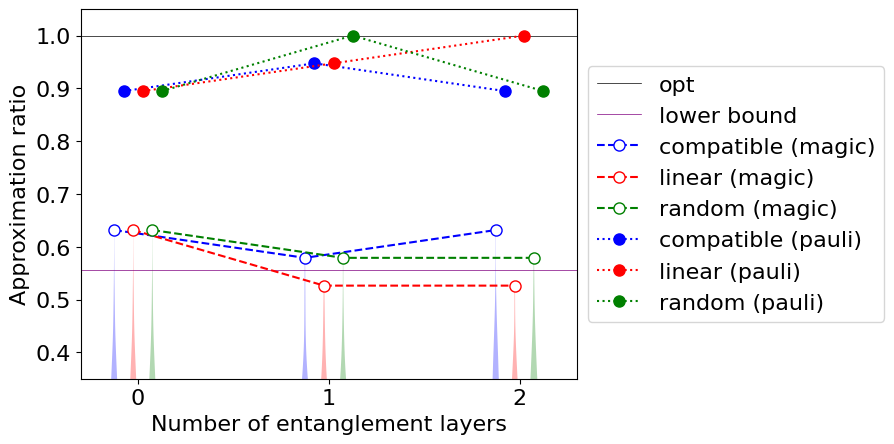 Approximation ratio
1.0
0.9
0.8
0.7
0.6
0.5
0.4
0
1
2
Number of entanglement layers
opt
lower bound
compatible (magic)
linear (magic)
random (magic)
compatible (pauli)
linear (pauli)
random (pauli)